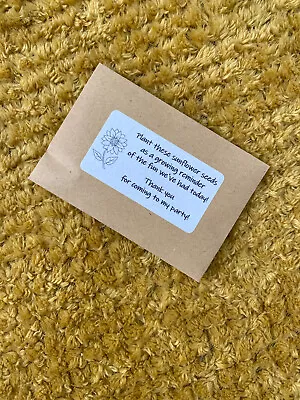 Plant these sunflower seeds
as a growing reminder
of the fun we've had today!
Thank you
for coming to my party!